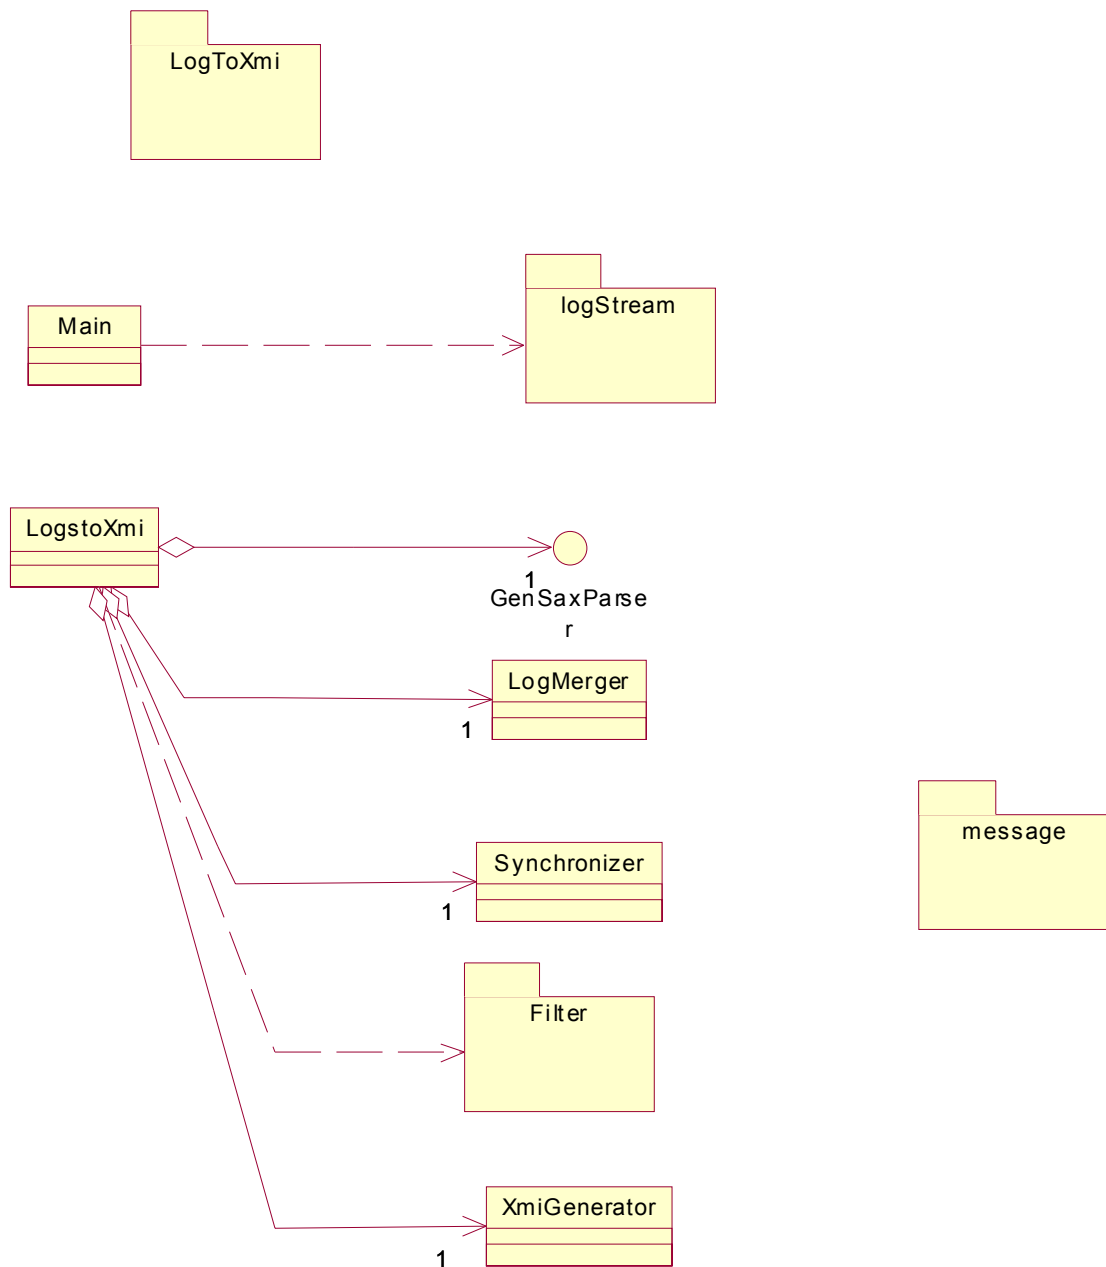 LogToXmi
logStream
Main
LogstoXmi
1
GenSaxParse
r
LogMerger
1
message
Synchronizer
1
Filter
XmiGenerator
1